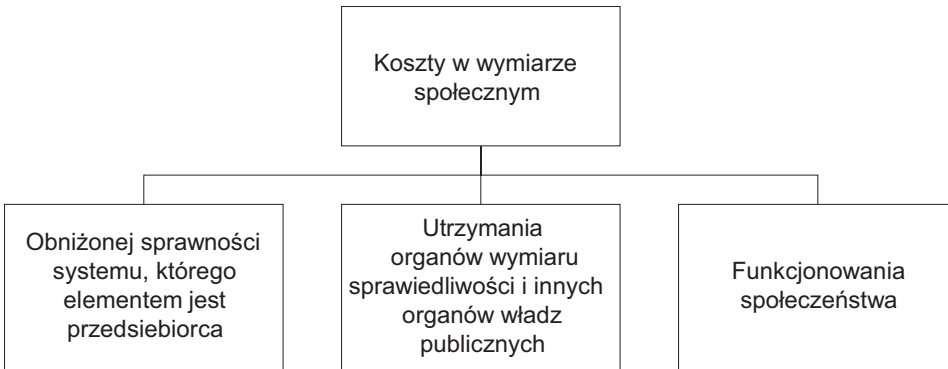 Koszty w wymiarze
społecznym
Obniżonej sprawności
systemu, którego
elementem jest
przedsiebiorca
Utrzymania
organów wymiaru
sprawiedliwości i innych
organów władz
publicznych
Funkcjonowania
społeczeństwa